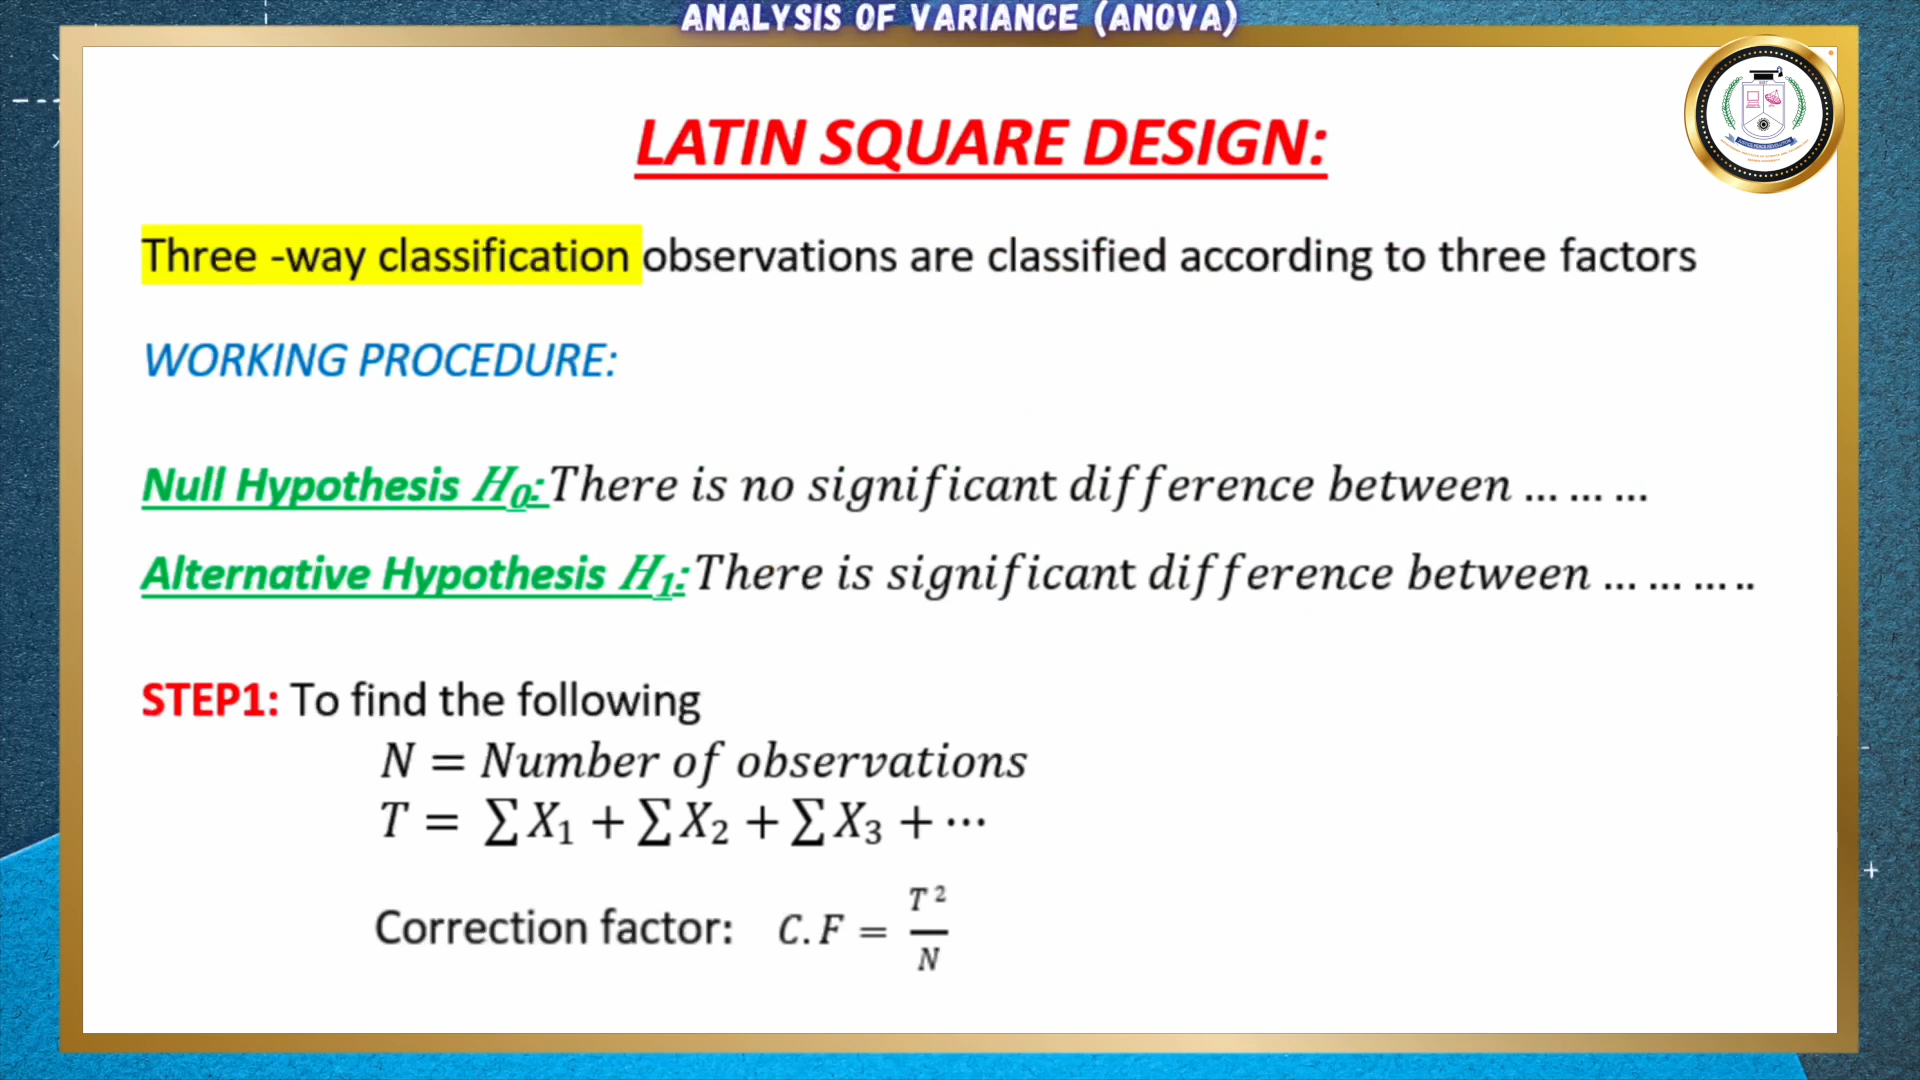 ANALYSIS OF VARIANCE (ANOVA)
LATIN SQUARE DESIGN:
Three -way classification observations are classified according to three factors
WORKING PROCEDURE:
Null Hypothesis H₀: There is no significant difference between ... ... ...
Alternative Hypothesis H₁: There is significant difference between ... ... ... ..
STEP1: To find the following
N = Number of observations
T = ∑X₁ + ∑X₂ + ∑X₃ + ⋯
Correction factor: C.F = T²/N